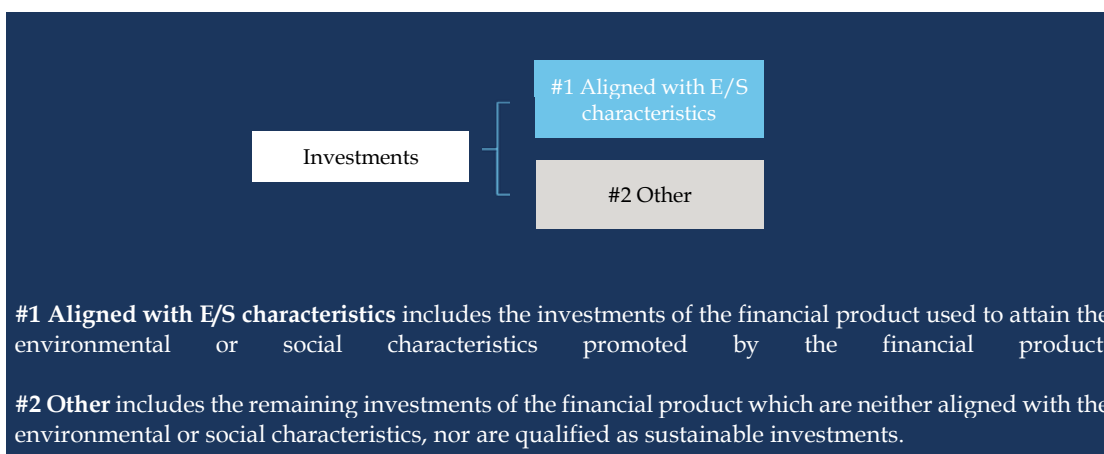 #1 Aligned with E/S
characteristics
Investments
#2 Other
#1 Aligned with E/S characteristics includes the investments of the financial product used to attain the
environmental or social characteristics promoted by the financial product
#2 Other includes the remaining investments of the financial product which are neither aligned with the
environmental or social characteristics, nor are qualified as sustainable investments.